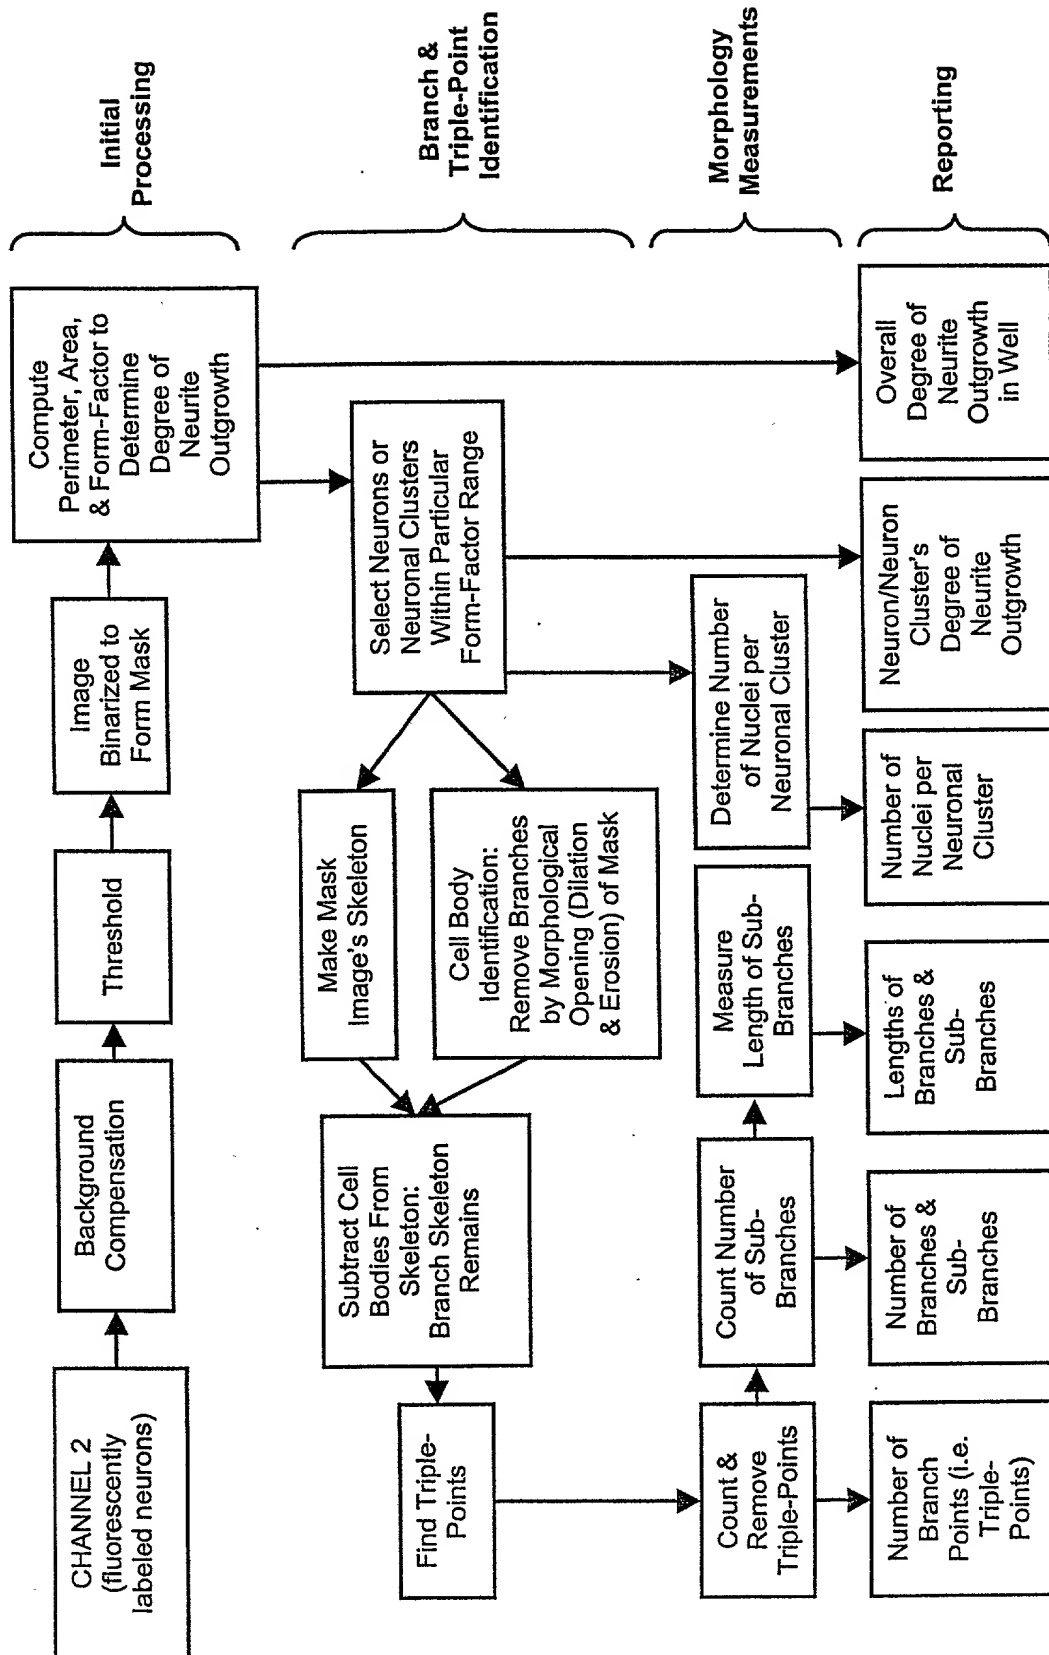 CHANNEL 2
(fluorescently
labeled neurons)
Background
Compensation
Threshold
Image
Binarized to
Form Mask
Compute
Perimeter, Area,
& Form-Factor to
Determine
Degree of
Neurite
Outgrowth
Initial
Processing
Find Triple-
Points
Subtract Cell
Bodies From
Skeleton:
Branch Skeleton
Remains
Make Mask
Image's Skeleton
Cell Body
Identification:
Remove Branches
by Morphological
Opening (Dilation
& Erosion) of Mask
Select Neurons or
Neuronal Clusters
Within Particular
Form-Factor Range
Branch &
Triple-Point
Identification
Count &
Remove
Triple-Points
Count Number
of Sub-
Branches
Measure
Length of Sub-
Branches
Determine Number
of Nuclei per
Neuronal Cluster
Morphology
Measurements
Number of
Branch
Points (i.e.
Triple-
Points)
Number of
Branches &
Sub-
Branches
Lengths of
Branches &
Sub-
Branches
Number of
Nuclei per
Neuronal
Cluster
Neuron/Neuron
Cluster's
Degree of
Neurite
Outgrowth
Overall
Degree of
Neurite
Outgrowth
in Well
Reporting